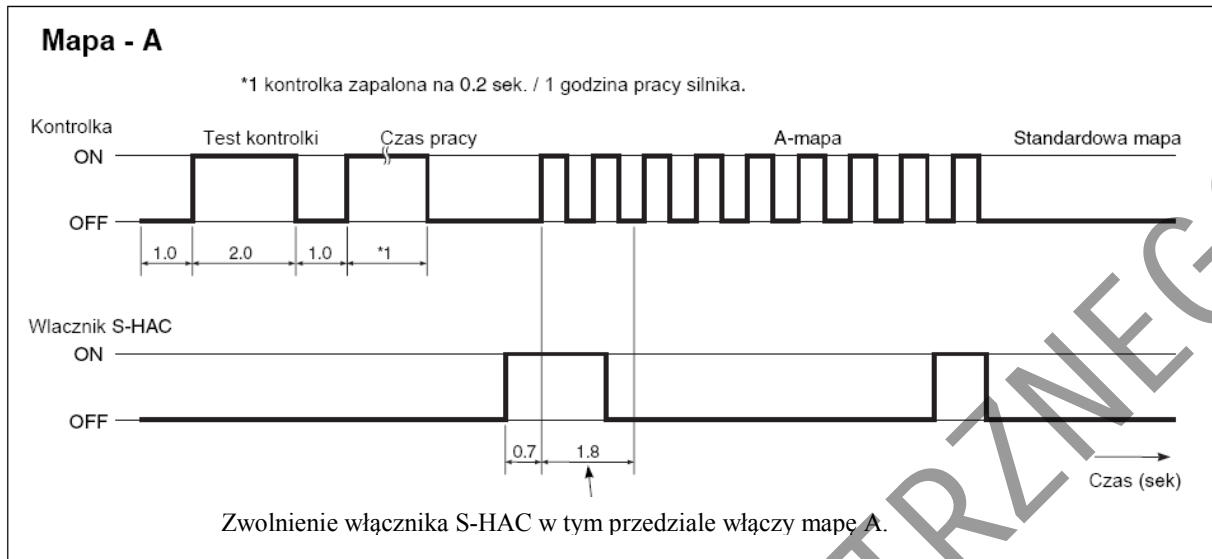 Mapa - A
*1 kontrolka zapalona na 0.2 sek. / 1 godzina pracy silnika.
Kontrolka
Test kontrolki Czas pracy A-mapa Standardowa mapa
ON
OFF
1.0 2.0 1.0 *1
Wlacznik S-HAC
ON
OFF
0.7 1.8
Czas (sek)
Zwolnienie włącznika S-HAC w tym przedziale włączy mapę A.
TRZNEG